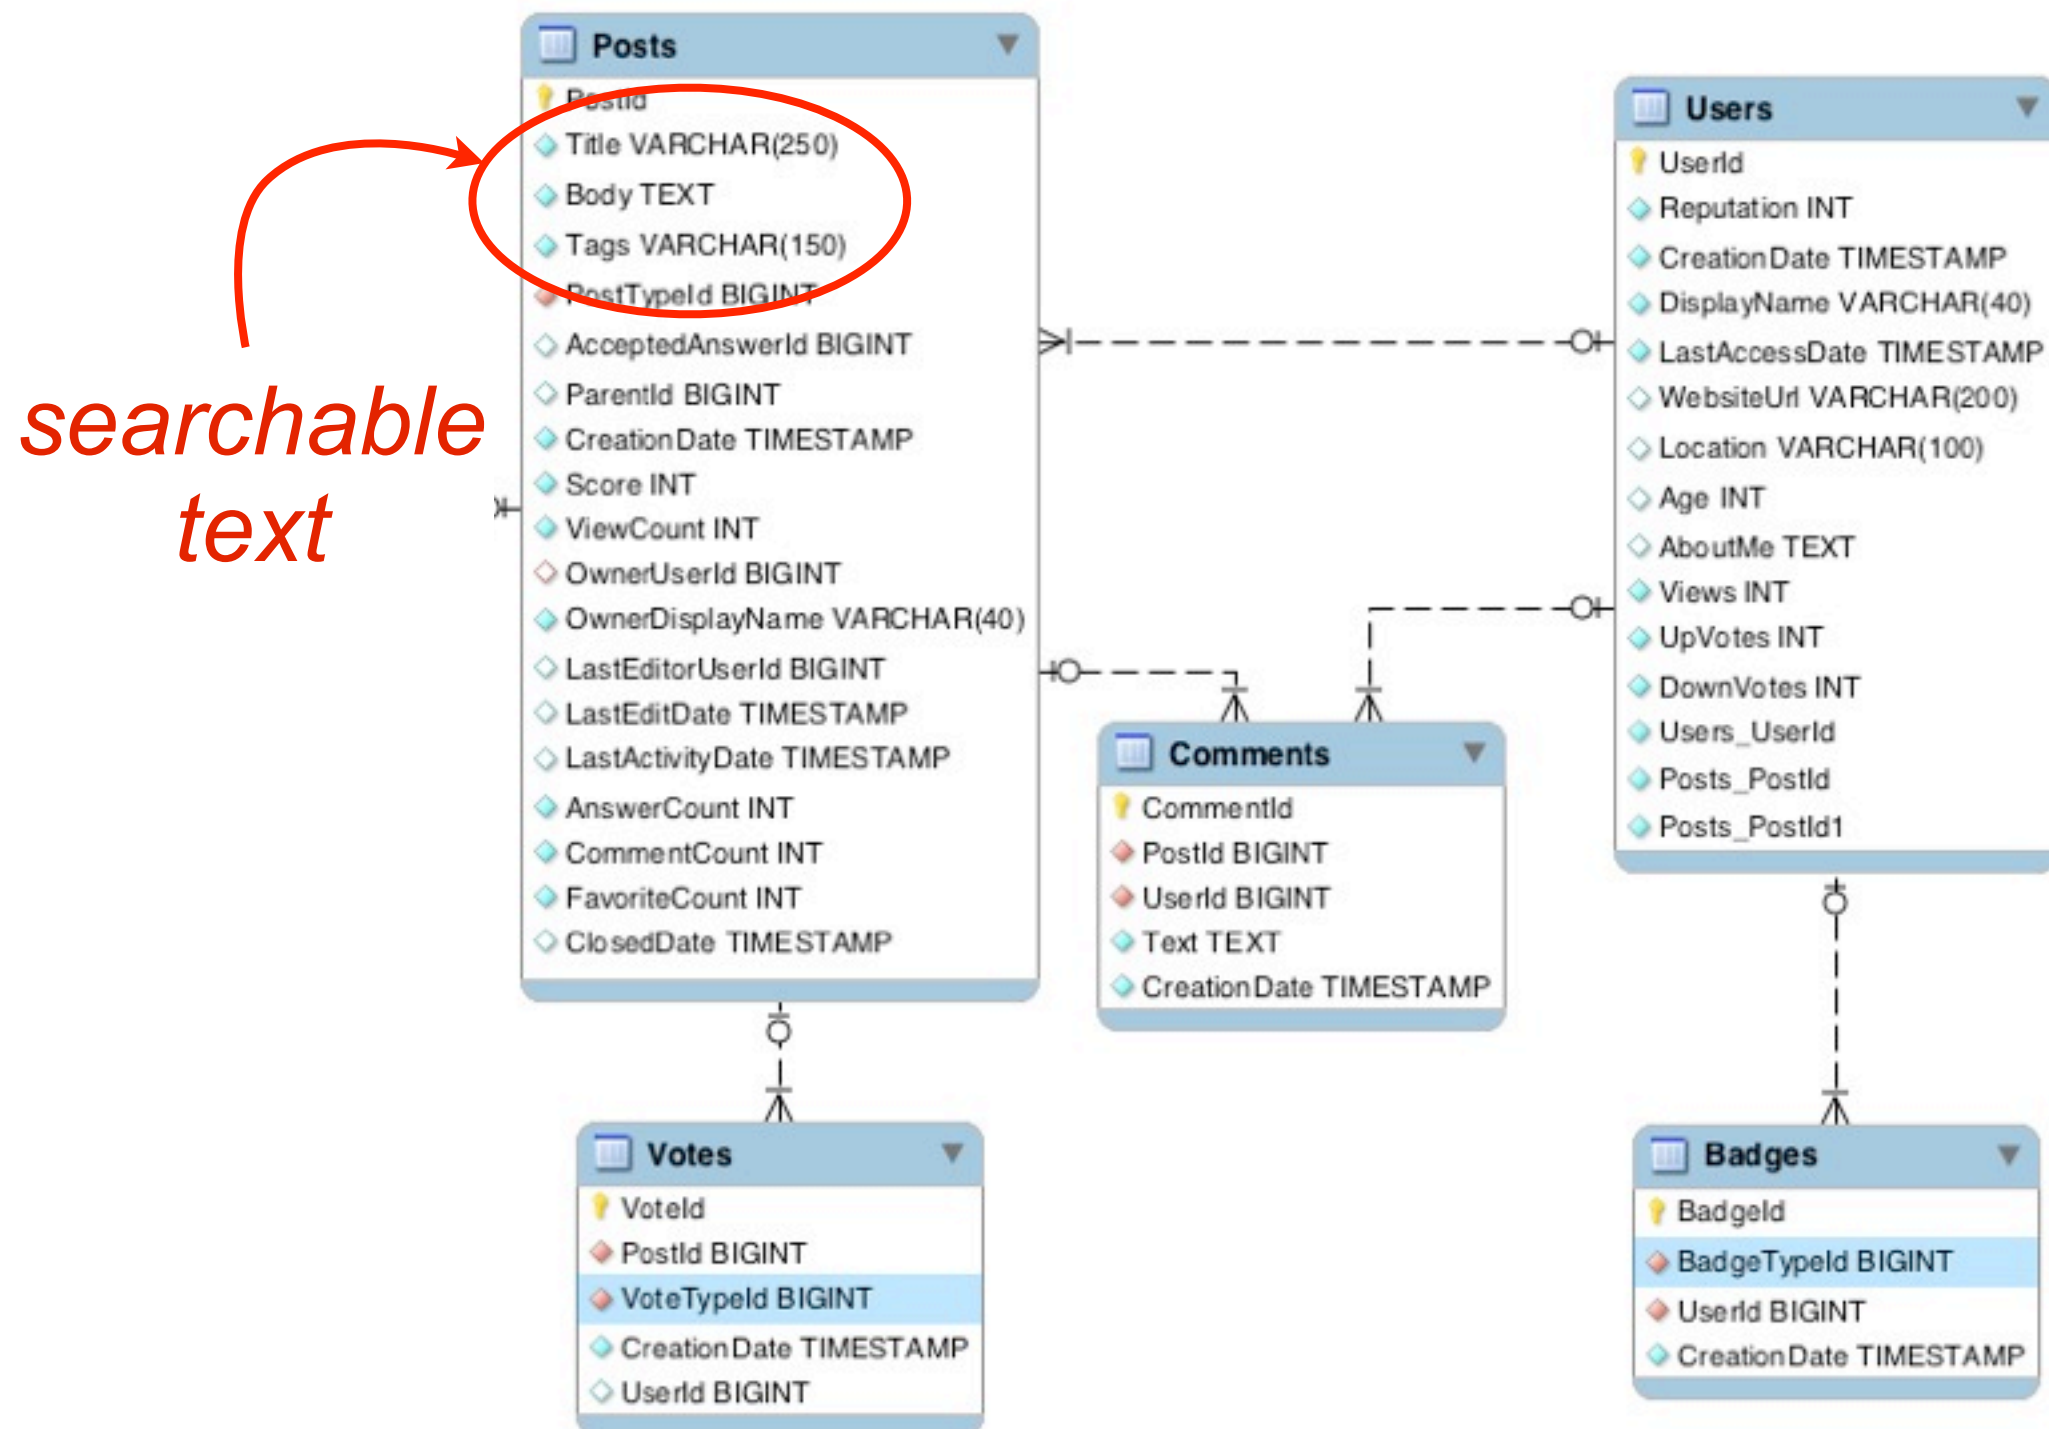 searchable
text
Posts
PostId
Title VARCHAR(250)
Body TEXT
Tags VARCHAR(150)
PostTypeId BIGINT
AcceptedAnswerId BIGINT
ParentId BIGINT
CreationDate TIMESTAMP
Score INT
ViewCount INT
OwnerUserId BIGINT
OwnerDisplayName VARCHAR(40)
LastEditorUserId BIGINT
LastEditDate TIMESTAMP
LastActivityDate TIMESTAMP
AnswerCount INT
CommentCount INT
FavoriteCount INT
ClosedDate TIMESTAMP
Users
UserId
Reputation INT
CreationDate TIMESTAMP
DisplayName VARCHAR(40)
LastAccessDate TIMESTAMP
WebsiteUrl VARCHAR(200)
Location VARCHAR(100)
Age INT
AboutMe TEXT
Views INT
UpVotes INT
DownVotes INT
Users_UserId
Posts_PostId
Posts_PostId1
Comments
CommentId
PostId BIGINT
UserId BIGINT
Text TEXT
CreationDate TIMESTAMP
Votes
VoteId
PostId BIGINT
VoteTypeId BIGINT
CreationDate TIMESTAMP
UserId BIGINT
Badges
BadgeId
BadgeTypeId BIGINT
UserId BIGINT
CreationDate TIMESTAMP